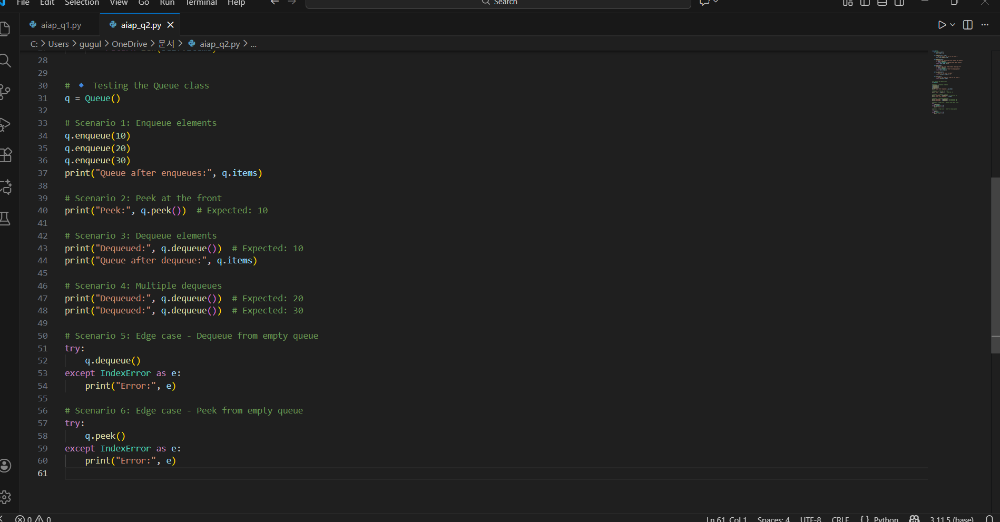 File Edit Selection View Go Run Terminal Help
Search
aiap_q1.py
aiap_q2.py
C: > Users > gugul > OneDrive > 문서 > aiap_q2.py > ...
28
29
30 # 🔹 Testing the Queue class
31 q = Queue()
32
33 # Scenario 1: Enqueue elements
34 q.enqueue(10)
35 q.enqueue(20)
36 q.enqueue(30)
37 print("Queue after enqueues:", q.items)
38
39 # Scenario 2: Peek at the front
40 print("Peek:", q.peek())  # Expected: 10
41
42 # Scenario 3: Dequeue elements
43 print("Dequeued:", q.dequeue())  # Expected: 10
44 print("Queue after dequeue:", q.items)
45
46 # Scenario 4: Multiple dequeues
47 print("Dequeued:", q.dequeue())  # Expected: 20
48 print("Dequeued:", q.dequeue())  # Expected: 30
49
50 # Scenario 5: Edge case - Dequeue from empty queue
51 try:
52     q.dequeue()
53 except IndexError as e:
54     print("Error:", e)
55
56 # Scenario 6: Edge case - Peek from empty queue
57 try:
58     q.peek()
59 except IndexError as e:
60     print("Error:", e)
61
0 0 Ln 61, Col 1 Spaces: 4 UTF-8 CRLF { } Python 3.11.5 (base)